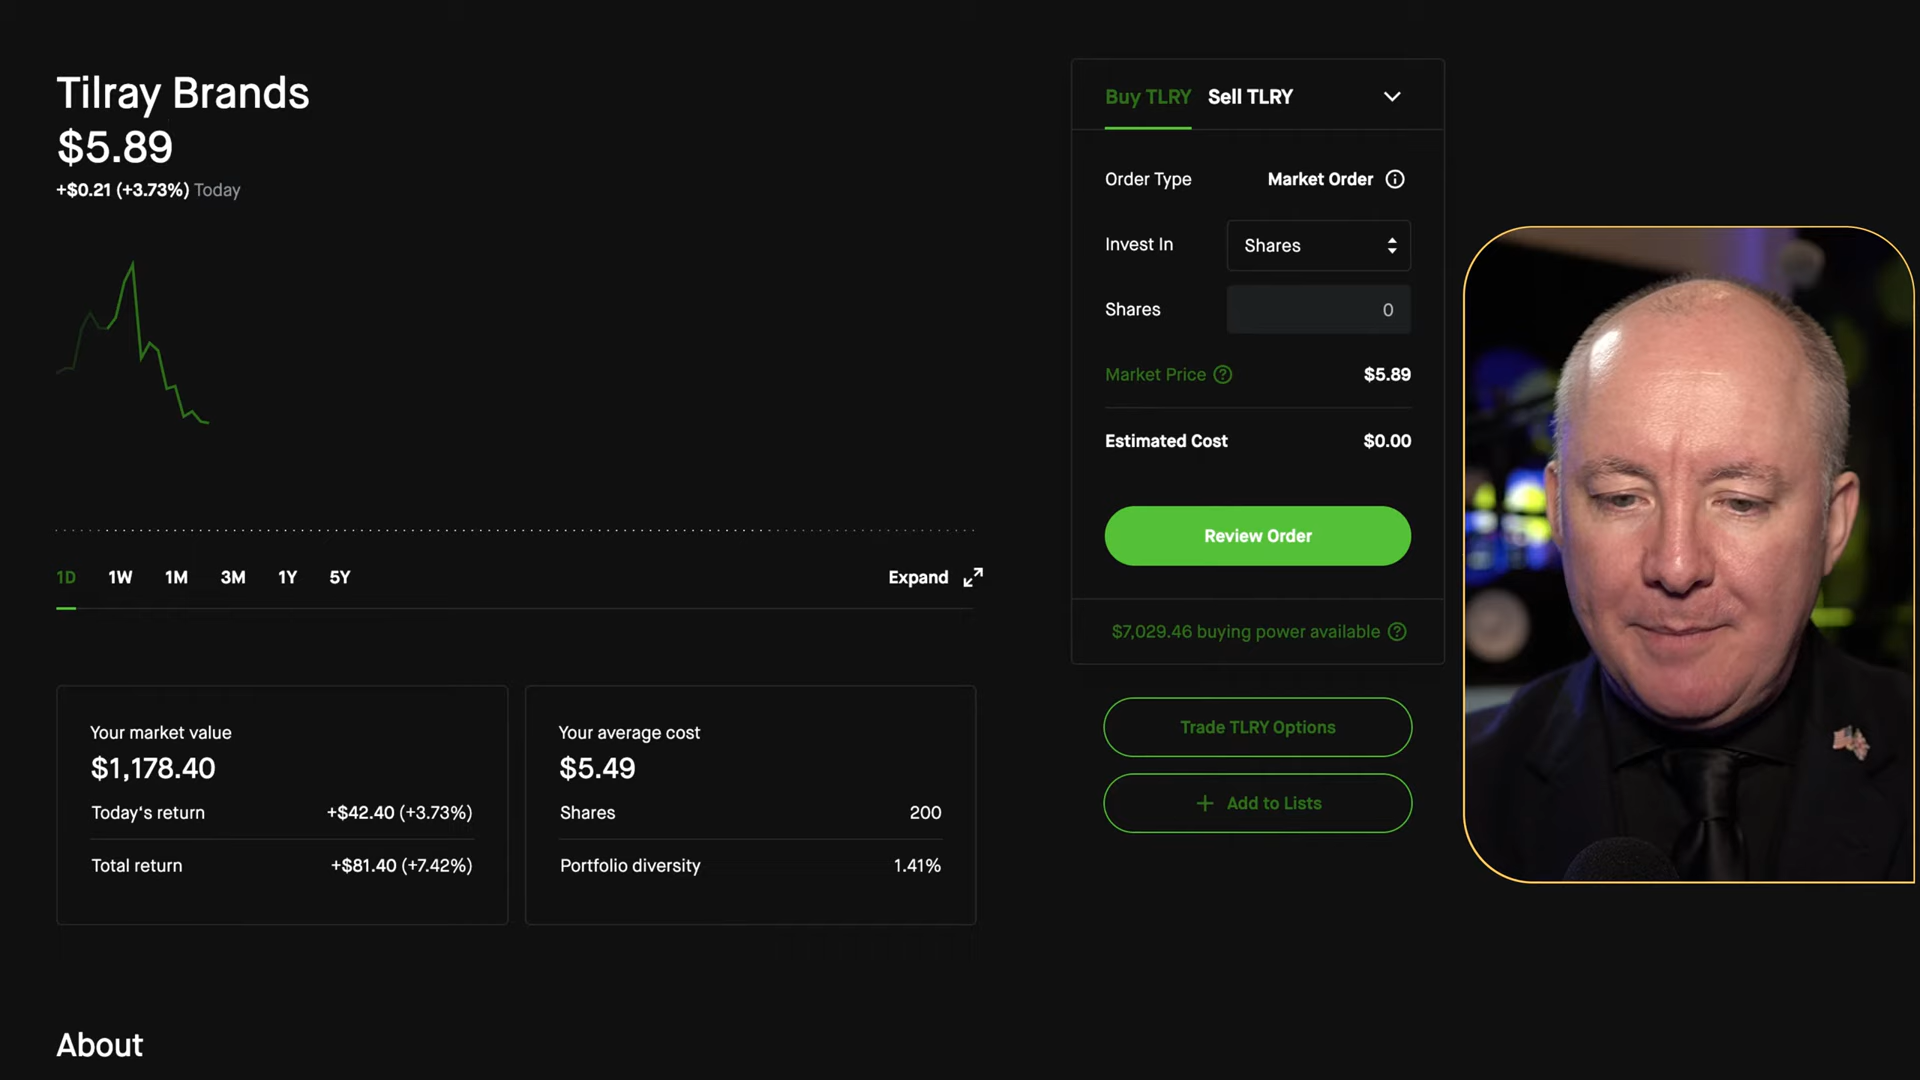 Tilray Brands
$5.89
+$0.21 (+3.73%) Today
1D 1W 1M 3M 1Y 5Y Expand
Your market value
$1,178.40
Today's return +$42.40 (+3.73%)
Total return +$81.40 (+7.42%)
Your average cost
$5.49
Shares 200
Portfolio diversity 1.41%
About
Buy TLRY Sell TLRY
Order Type Market Order
Invest In Shares
Shares 0
Market Price $5.89
Estimated Cost $0.00
Review Order
$7,029.46 buying power available
Trade TLRY Options
+ Add to Lists